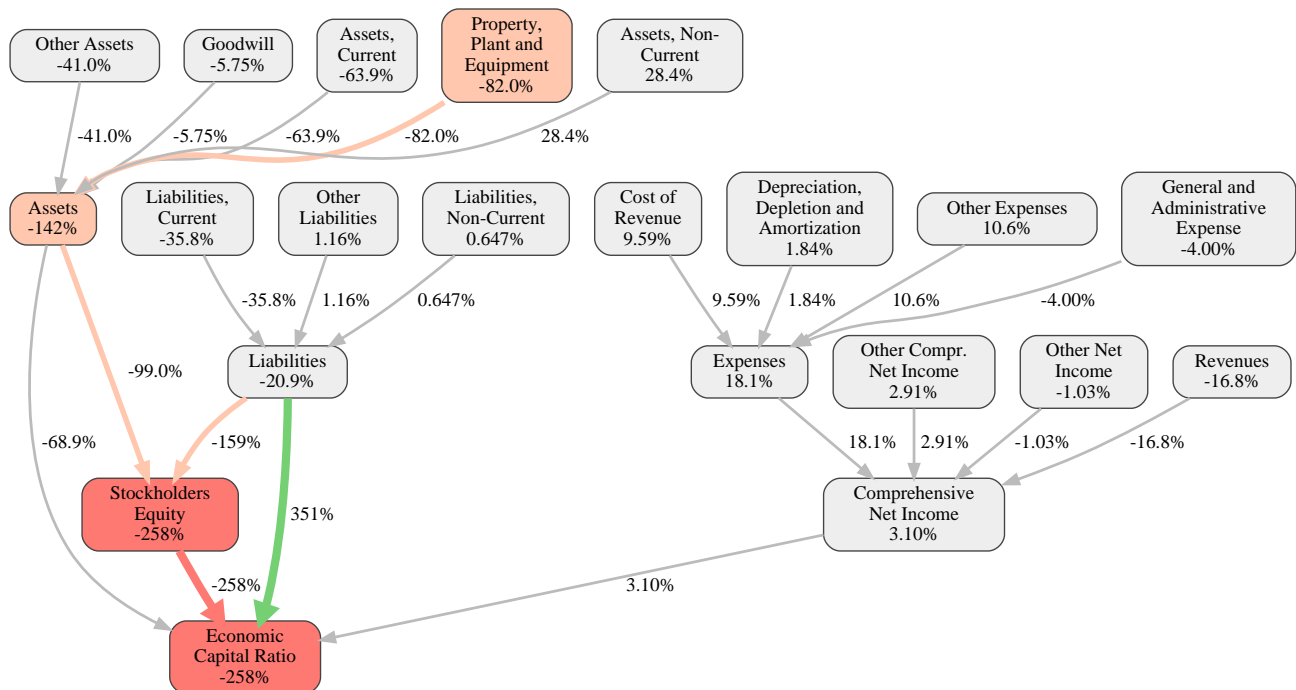 Other Assets
-41.0%
Goodwill
-5.75%
Assets,
Current
-63.9%
Property,
Plant and
Equipment
-82.0%
Assets, Non-
Current
28.4%
-41.0%
-5.75%
-63.9%
-82.0%
28.4%
Assets
-142%
Liabilities,
Current
-35.8%
Other
Liabilities
1.16%
Liabilities,
Non-Current
0.647%
Cost of
Revenue
9.59%
Depreciation,
Depletion and
Amortization
1.84%
Other Expenses
10.6%
General and
Administrative
Expense
-4.00%
-35.8%
1.16%
0.647%
9.59%
1.84%
10.6%
-4.00%
Liabilities
-20.9%
Expenses
18.1%
Other Compr.
Net Income
2.91%
Other Net
Income
-1.03%
Revenues
-16.8%
-99.0%
-68.9%
-159%
18.1%
2.91%
-1.03%
-16.8%
Stockholders
Equity
-258%
351%
Comprehensive
Net Income
3.10%
-258%
3.10%
Economic
Capital Ratio
-258%